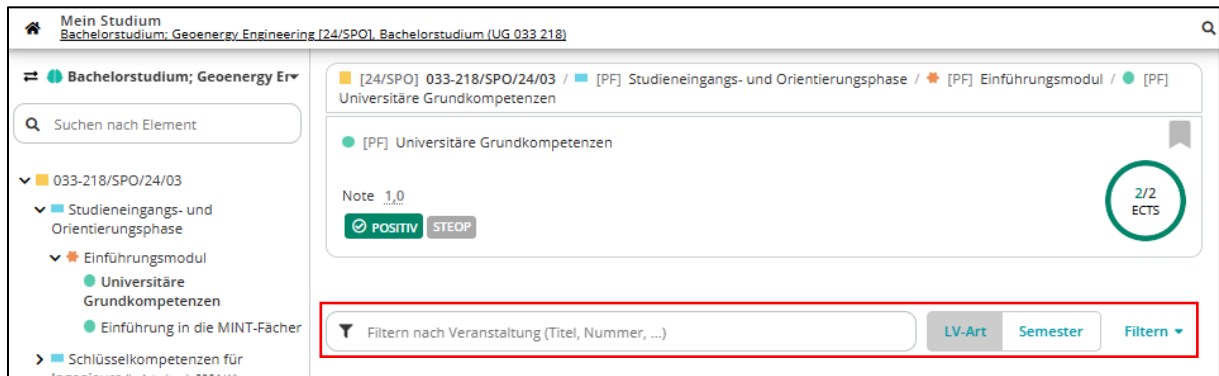 Mein Studium
Bachelorstudium; Geoenergy Engineering [24/SPO], Bachelorstudium (UG 033 218)
Bachelorstudium; Geoenergy Er
Suchen nach Element
033-218/SPO/24/03
Studieneingangs- und
Orientierungsphase
Einführungsmodul
Universitäre
Grundkompetenzen
Einführung in die MINT-Fächer
Schlüsselkompetenzen für
[24/SPO] 033-218/SPO/24/03 / [PF] Studieneingangs- und Orientierungsphase / [PF] Einführungsmodul / [PF]
Universitäre Grundkompetenzen
[PF] Universitäre Grundkompetenzen
Note 1,0
POSITIV STEOP
2/2
ECTS
Filtern nach Veranstaltung (Titel, Nummer, ...)
LV-Art Semester Filtern